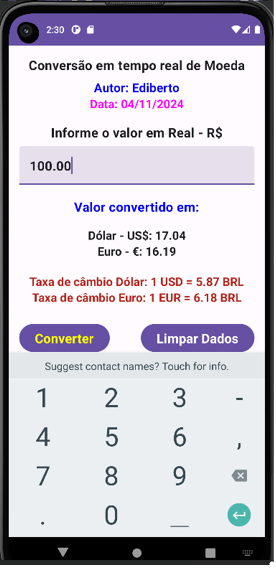 2:30
Conversão em tempo real de Moeda
Autor: Ediberto
Data: 04/11/2024
Informe o valor em Real - R$
100.00
Valor convertido em:
Dólar - US$: 17.04
Euro - €: 16.19
Taxa de câmbio Dólar: 1 USD = 5.87 BRL
Taxa de câmbio Euro: 1 EUR = 6.18 BRL
Converter Limpar Dados
Suggest contact names? Touch for info.
1 2 3 -
4 5 6 ,
7 8 9
. 0 _